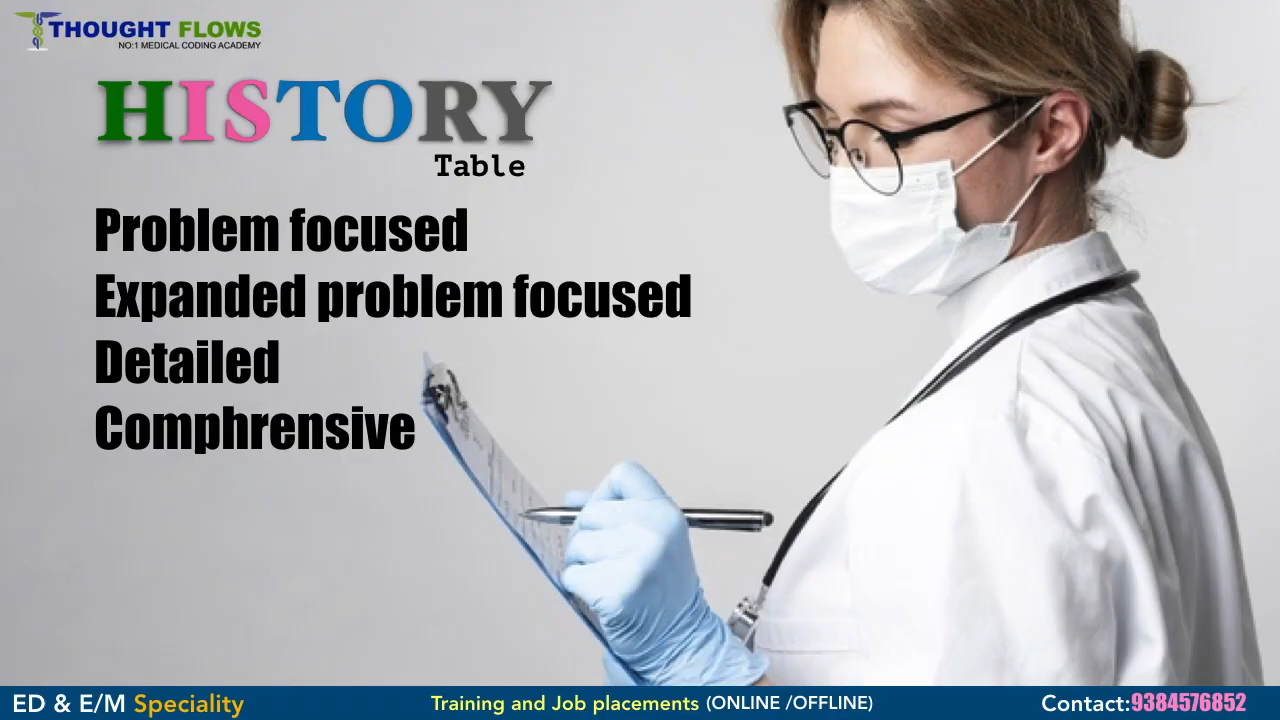 THOUGHT FLOWS
NO:1 MEDICAL CODING ACADEMY
HISTORY
Table
Problem focused
Expanded problem focused
Detailed
Comphrensive
ED & E/M Speciality
Training and Job placements (ONLINE /OFFLINE)
Contact:9384576852